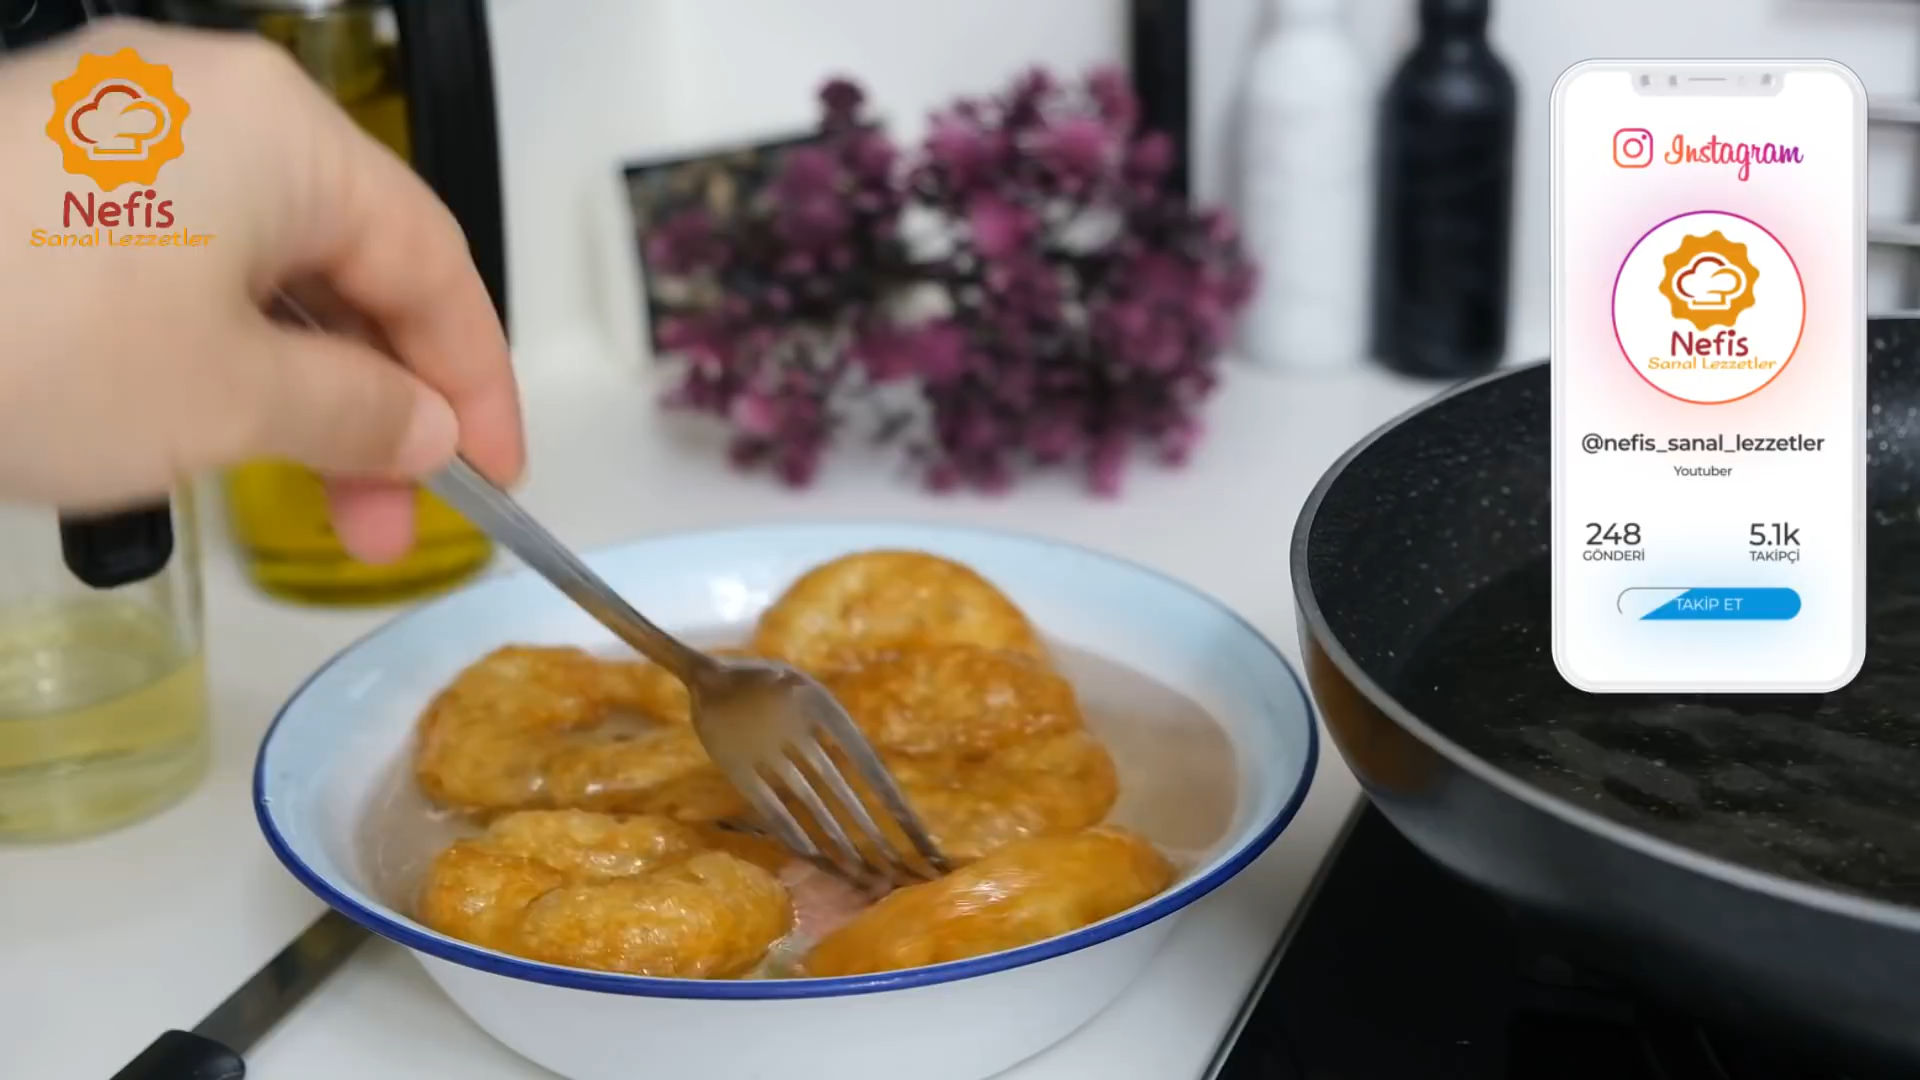 Nefis
Sanal Lezzetler
Instagram
Nefis
Sanal Lezzetler
@nefis_sanal_lezzetler
Youtuber
248
GÖNDERİ
5.1k
TAKİPÇİ
TAKİP ET